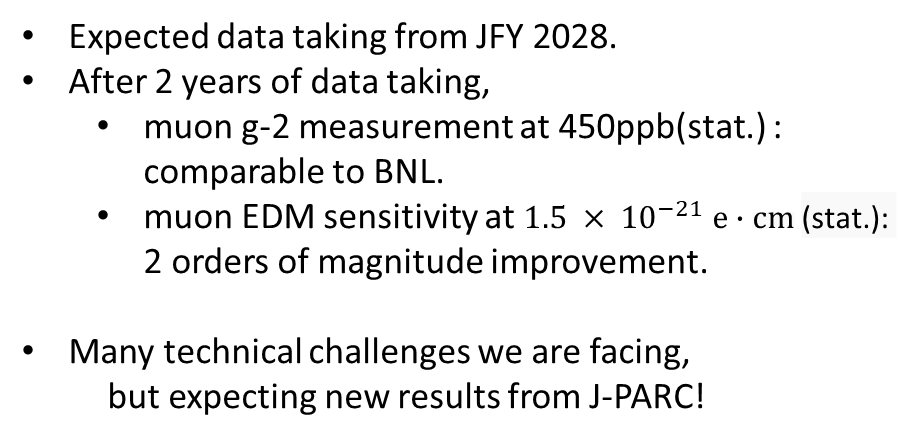 • Expected data taking from JFY 2028.
• After 2 years of data taking,
• muon g-2 measurement at 450ppb(stat.) :
comparable to BNL.
• muon EDM sensitivity at 1.5 × 10⁻²¹ e · cm (stat.):
2 orders of magnitude improvement.
• Many technical challenges we are facing,
but expecting new results from J-PARC!